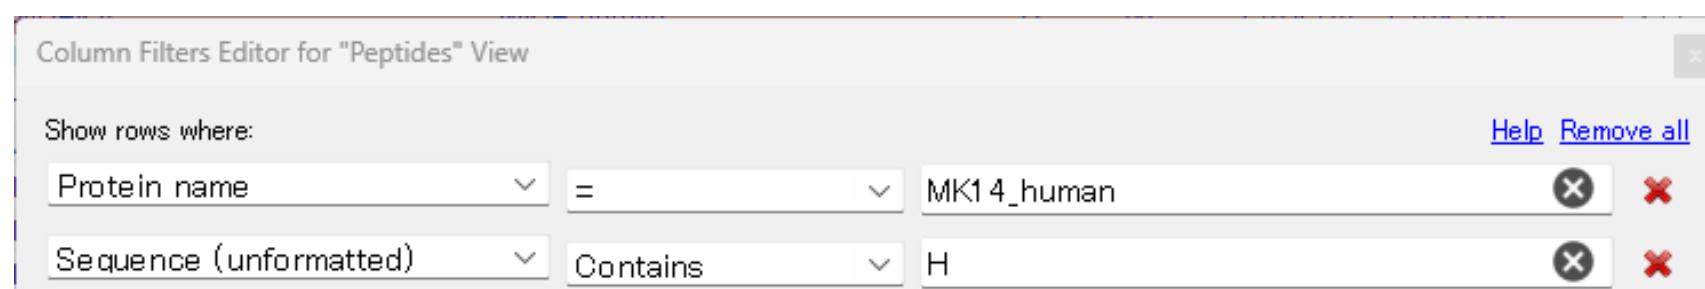 Column Filters Editor for "Peptides" View
Show rows where:
Help Remove all
Protein name = MK14_human
Sequence (unformatted) Contains H